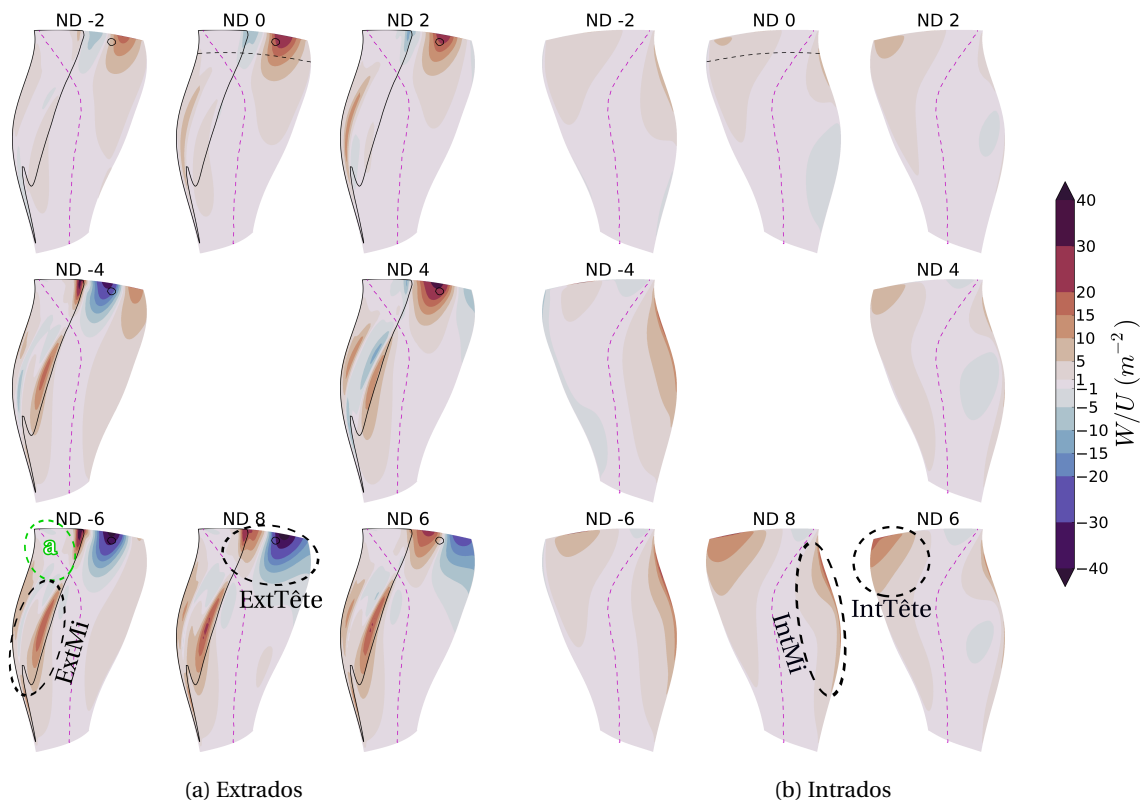 ND -2 ND 0 ND 2 ND -2 ND 0 ND 2
ND -4 ND 4 ND -4 ND 4
ND -6 ND 8 ND 6 ND -6 ND 8 ND 6
a
ExtMi
ExtTête
IntMi
IntTête
40
30
20
15
10
5
1
−1
−5
−10
−15
−20
−30
−40
W/U (m⁻²)
(a) Extrados
(b) Intrados